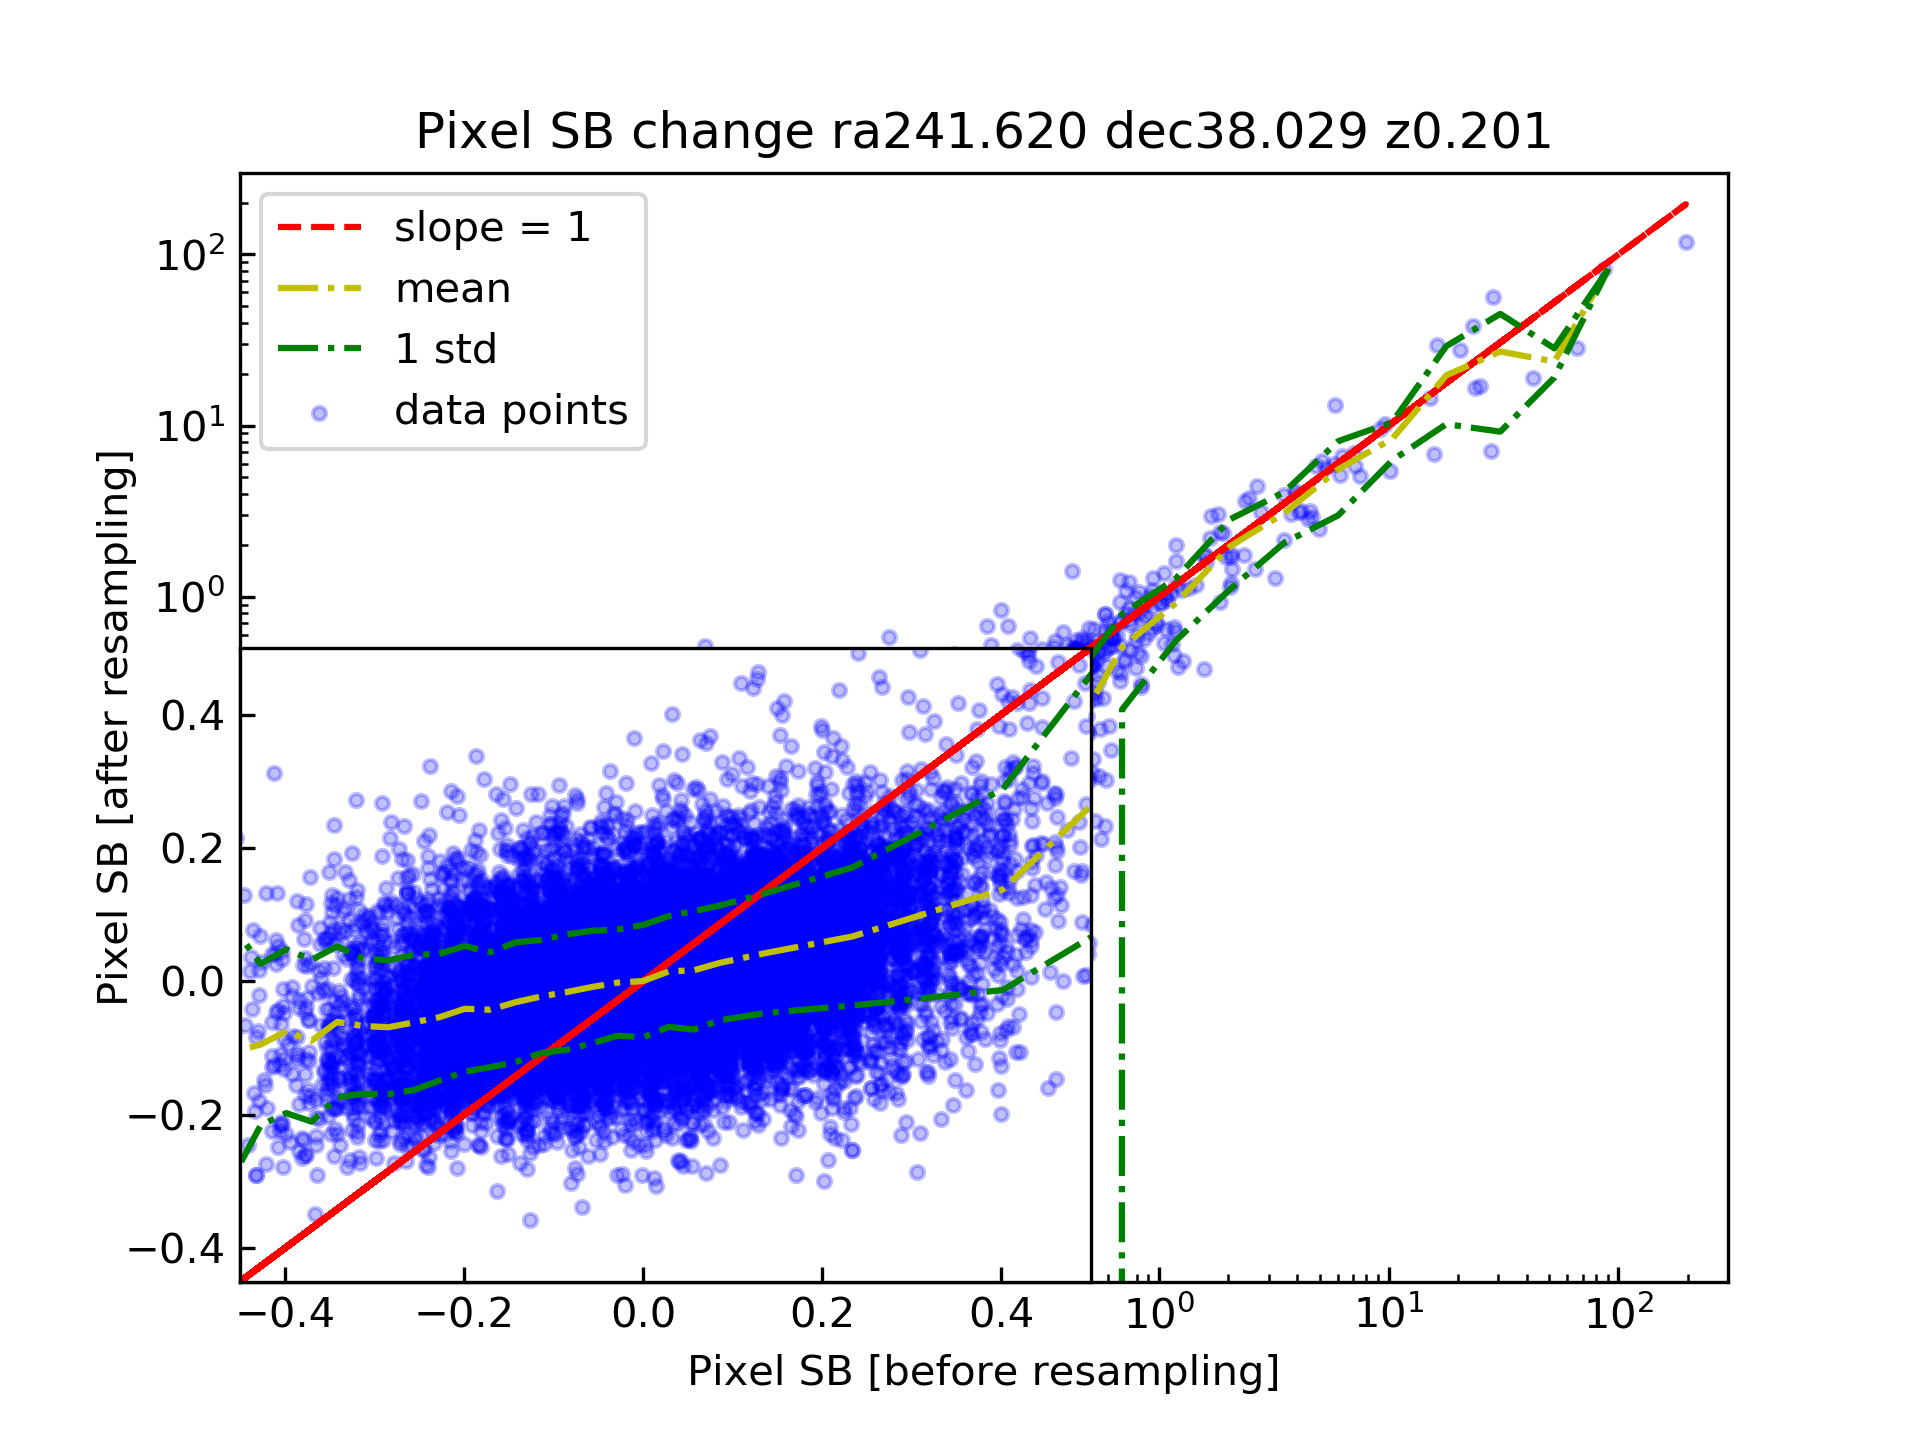 Pixel SB change ra241.620 dec38.029 z0.201
slope = 1
mean
1 std
data points
10²
10¹
10⁰
0.4
0.2
0.0
−0.2
−0.4
Pixel SB [after resampling]
−0.4 −0.2 0.0 0.2 0.4 10⁰ 10¹ 10²
Pixel SB [before resampling]